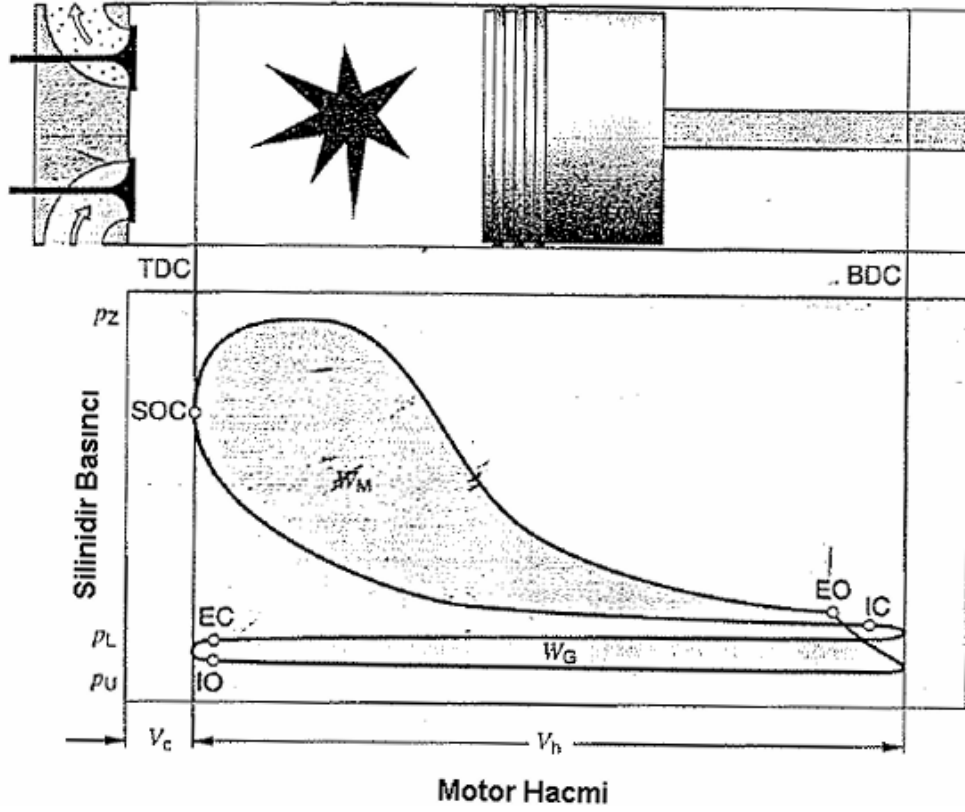 TDC
BDC
pZ
SOC
Silinidir Basıncı
WM
EO
IC
EC
pL
WG
IO
pU
Vc
Vh
Motor Hacmi